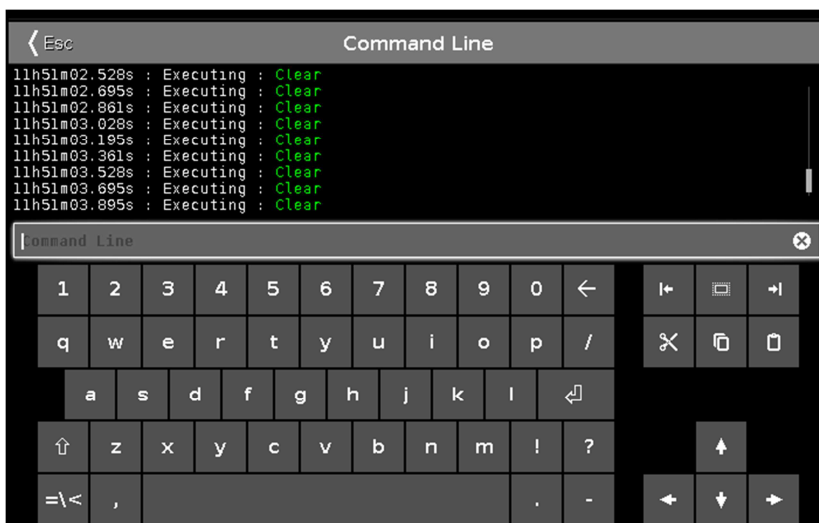 Esc Command Line
11h51m02.528s : Executing : Clear
11h51m02.695s : Executing : Clear
11h51m02.861s : Executing : Clear
11h51m03.028s : Executing : Clear
11h51m03.195s : Executing : Clear
11h51m03.361s : Executing : Clear
11h51m03.528s : Executing : Clear
11h51m03.695s : Executing : Clear
11h51m03.895s : Executing : Clear
Command Line
1 2 3 4 5 6 7 8 9 0
q w e r t y u i o p /
a s d f g h j k l
z x y c v b n m ! ?
=\< , . -